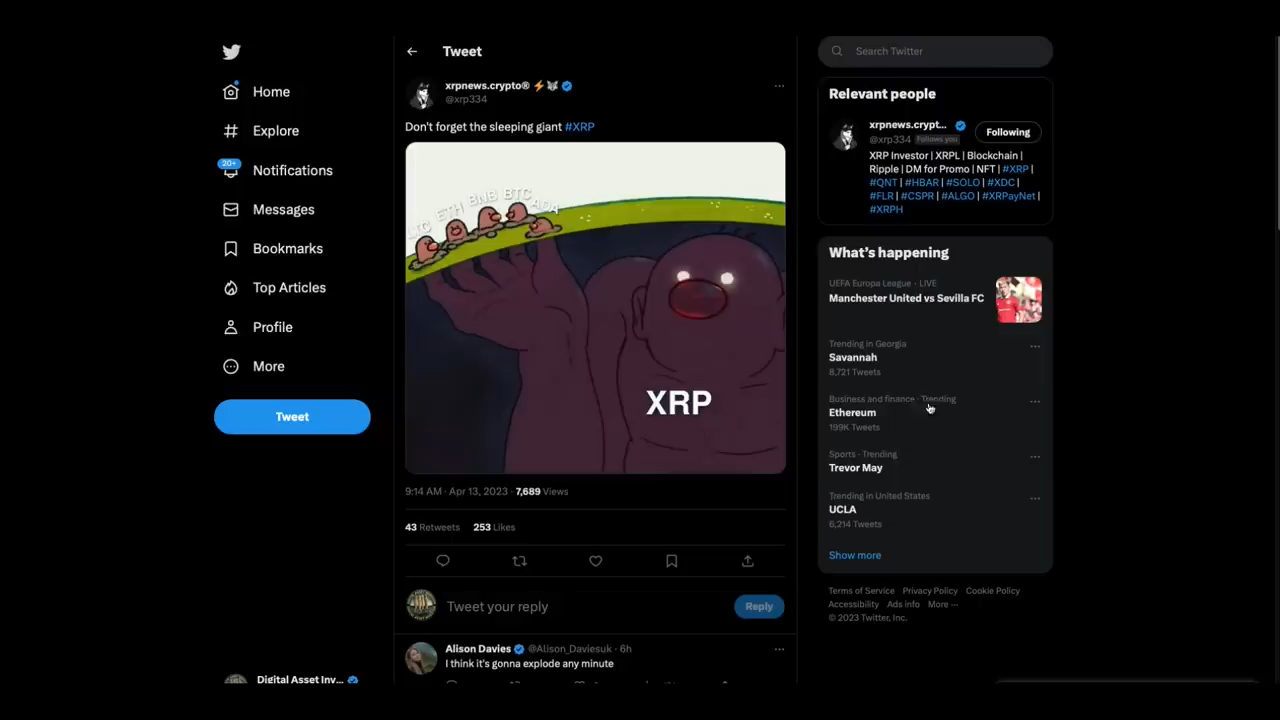 Home
Explore
20+
Notifications
Messages
Bookmarks
Top Articles
Profile
More
Tweet
Digital Asset Inv...
Tweet
xrpnews.crypto®
@xrp334
Don't forget the sleeping giant #XRP
LTC ETH BNB BTC ADA
XRP
9:14 AM · Apr 13, 2023 · 7,689 Views
43 Retweets 253 Likes
Tweet your reply
Reply
Alison Davies @Alison_Daviesuk · 6h
I think it's gonna explode any minute
Search Twitter
Relevant people
xrpnews.crypt...
Following
@xrp334 Follows you
XRP Investor | XRPL | Blockchain |
Ripple | DM for Promo | NFT | #XRP |
#QNT | #HBAR | #SOLO | #XDC |
#FLR | #CSPR | #ALGO | #XRPayNet |
#XRPH
What's happening
UEFA Europa League · LIVE
Manchester United vs Sevilla FC
Trending in Georgia
Savannah
8,721 Tweets
Business and finance · Trending
Ethereum
199K Tweets
Sports · Trending
Trevor May
Trending in United States
UCLA
6,214 Tweets
Show more
Terms of Service Privacy Policy Cookie Policy
Accessibility Ads info More ···
© 2023 Twitter, Inc.